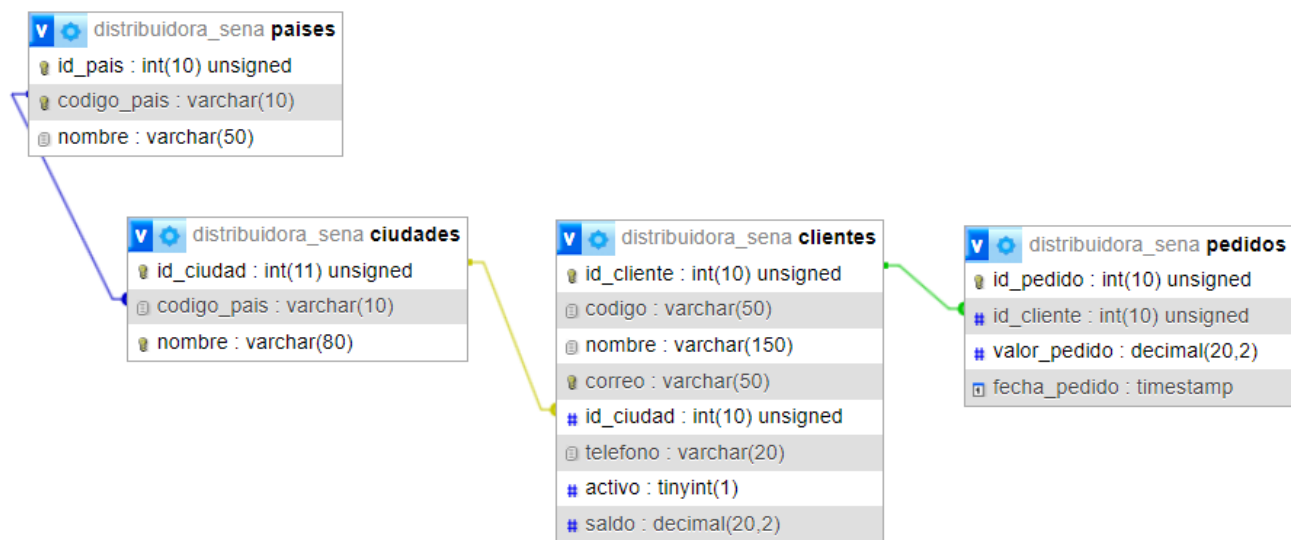 distribuidora_sena paises
id_pais : int(10) unsigned
codigo_pais : varchar(10)
nombre : varchar(50)
distribuidora_sena ciudades
id_ciudad : int(11) unsigned
codigo_pais : varchar(10)
nombre : varchar(80)
distribuidora_sena clientes
id_cliente : int(10) unsigned
codigo : varchar(50)
nombre : varchar(150)
correo : varchar(50)
id_ciudad : int(10) unsigned
telefono : varchar(20)
activo : tinyint(1)
saldo : decimal(20,2)
distribuidora_sena pedidos
id_pedido : int(10) unsigned
id_cliente : int(10) unsigned
valor_pedido : decimal(20,2)
fecha_pedido : timestamp